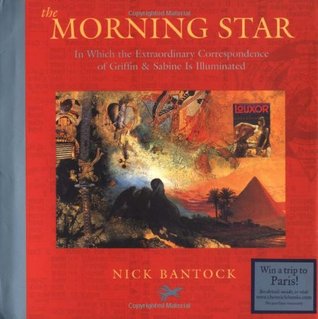 the
MORNING STAR
In Which the Extraordinary Correspondence
of Griffin & Sabine Is Illuminated
LOUXOR
NICK BANTOCK
Win a trip to
Paris!